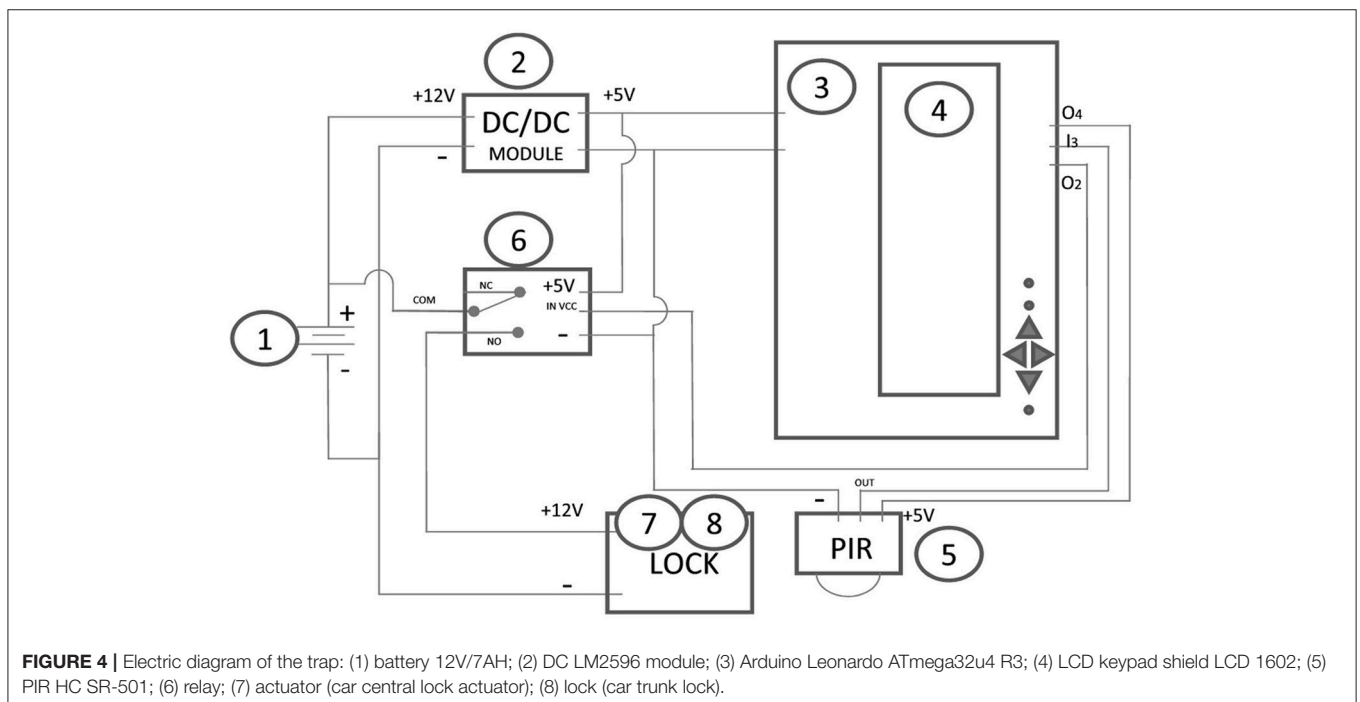 2
+12V
+5V
DC/DC
MODULE
-
3
4
O4
I3
O2
6
NC
+5V
COM
IN VCC
NO
-
1
+
-
+12V
7
8
LOCK
-
OUT
-
+5V
PIR
5
FIGURE 4 | Electric diagram of the trap: (1) battery 12V/7AH; (2) DC LM2596 module; (3) Arduino Leonardo ATmega32u4 R3; (4) LCD keypad shield LCD 1602; (5)
PIR HC SR-501; (6) relay; (7) actuator (car central lock actuator); (8) lock (car trunk lock).